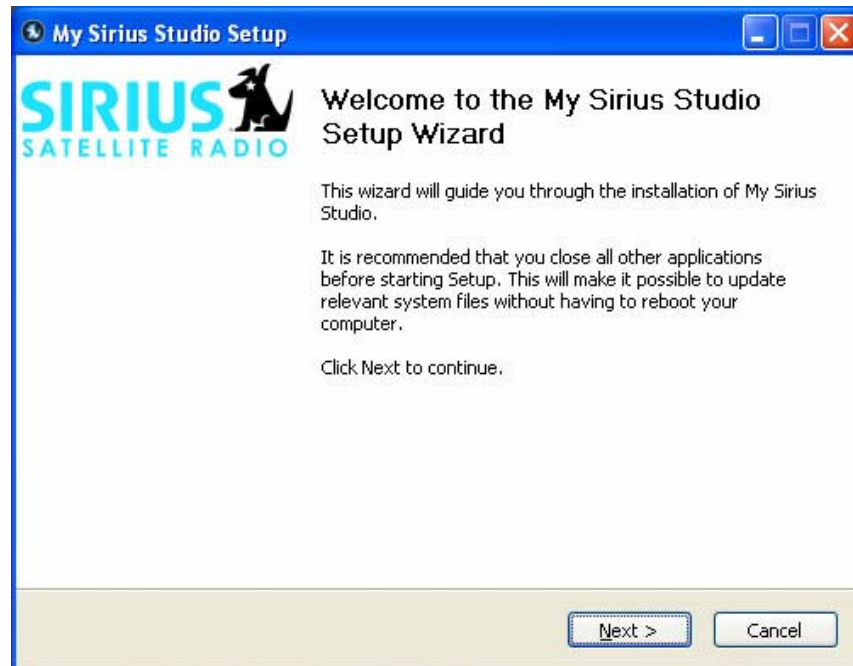 My Sirius Studio Setup
SIRIUS
SATELLITE RADIO
Welcome to the My Sirius Studio
Setup Wizard
This wizard will guide you through the installation of My Sirius
Studio.
It is recommended that you close all other applications
before starting Setup. This will make it possible to update
relevant system files without having to reboot your
computer.
Click Next to continue.
Next >
Cancel